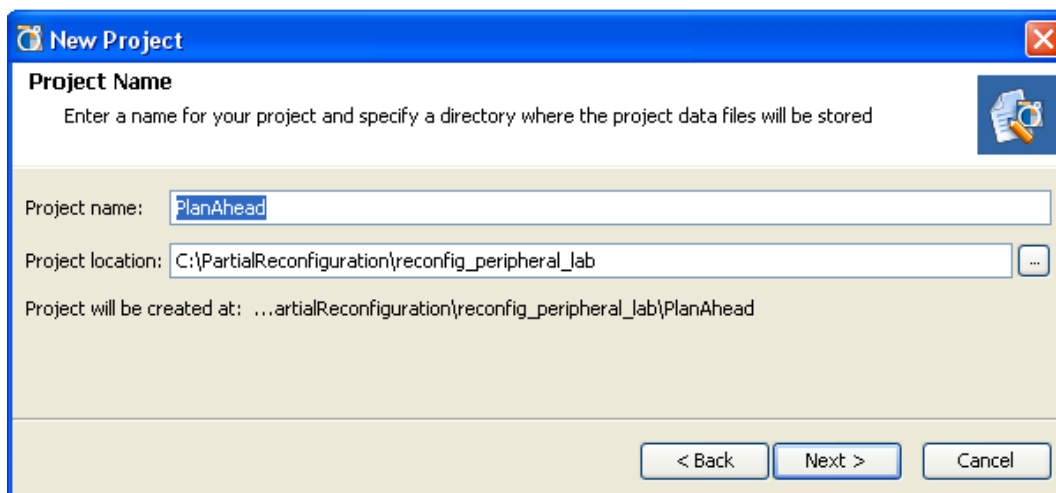 New Project
Project Name
Enter a name for your project and specify a directory where the project data files will be stored
Project name: PlanAhead
Project location: C:\PartialReconfiguration\reconfig_peripheral_lab ...
Project will be created at: ...artialReconfiguration\reconfig_peripheral_lab\PlanAhead
< Back Next > Cancel